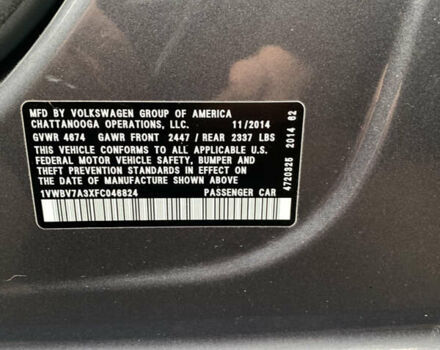 MFD BY VOLKSWAGEN GROUP OF AMERICA
CHATTANOOGA OPERATIONS, LLC. 11/2014
GVWR 4674 GAWR FRONT 2447 / REAR 2337 LBS
THIS VEHICLE CONFORMS TO ALL APPLICABLE U.S.
FEDERAL MOTOR VEHICLE SAFETY, BUMPER AND
THEFT PREVENTION STANDARDS IN EFFECT ON
THE DATE OF MANUFACTURE SHOWN ABOVE.
1VWBV7A3XFC046824 PASSENGER CAR
4720325 2014 62